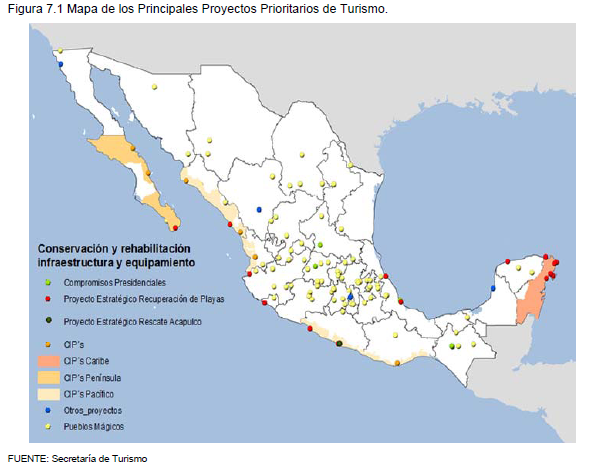 Figura 7.1 Mapa de los Principales Proyectos Prioritarios de Turismo.
Conservación y rehabilitación
infraestructura y equipamiento
Compromisos Presidenciales
Proyecto Estratégico Recuperación de Playas
Proyecto Estratégico Rescate Acapulco
CIP's
CIP's Caribe
CIP's Península
CIP's Pacífico
Otros_proyectos
Pueblos Mágicos
FUENTE: Secretaría de Turismo